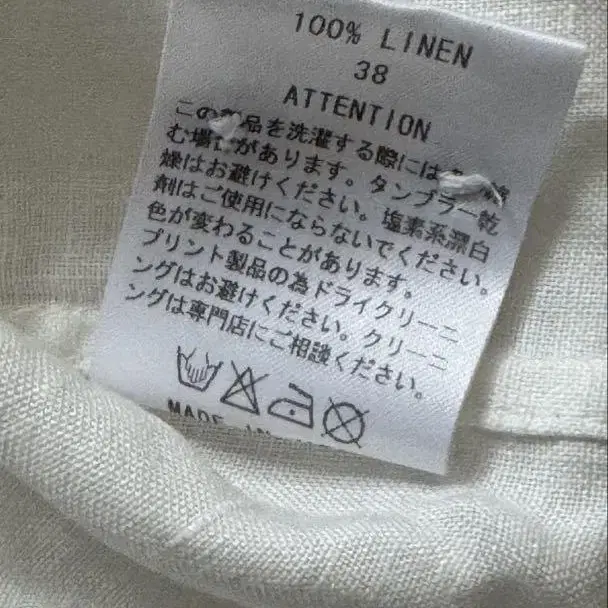 100% LINEN
38
ATTENTION
この製品を洗濯する際には
む場合があります。タンブラー乾
燥はお避けください。塩素系漂白
剤はご使用にならないでください。
色が変わることがあります。
プリント製品の為ドライクリーニ
ングはお避けください。クリーニ
ングは専門店にご相談ください。
MADE IN